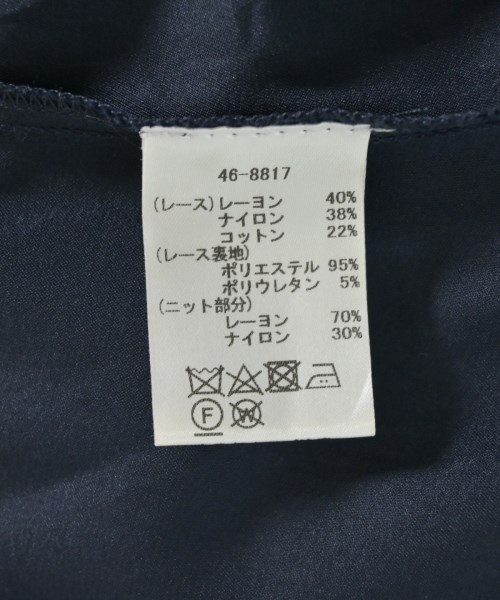 46-8817
(レース)レーヨン 40%
ナイロン 38%
コットン 22%
(レース裏地)
ポリエステル 95%
ポリウレタン 5%
(ニット部分)
レーヨン 70%
ナイロン 30%
F W